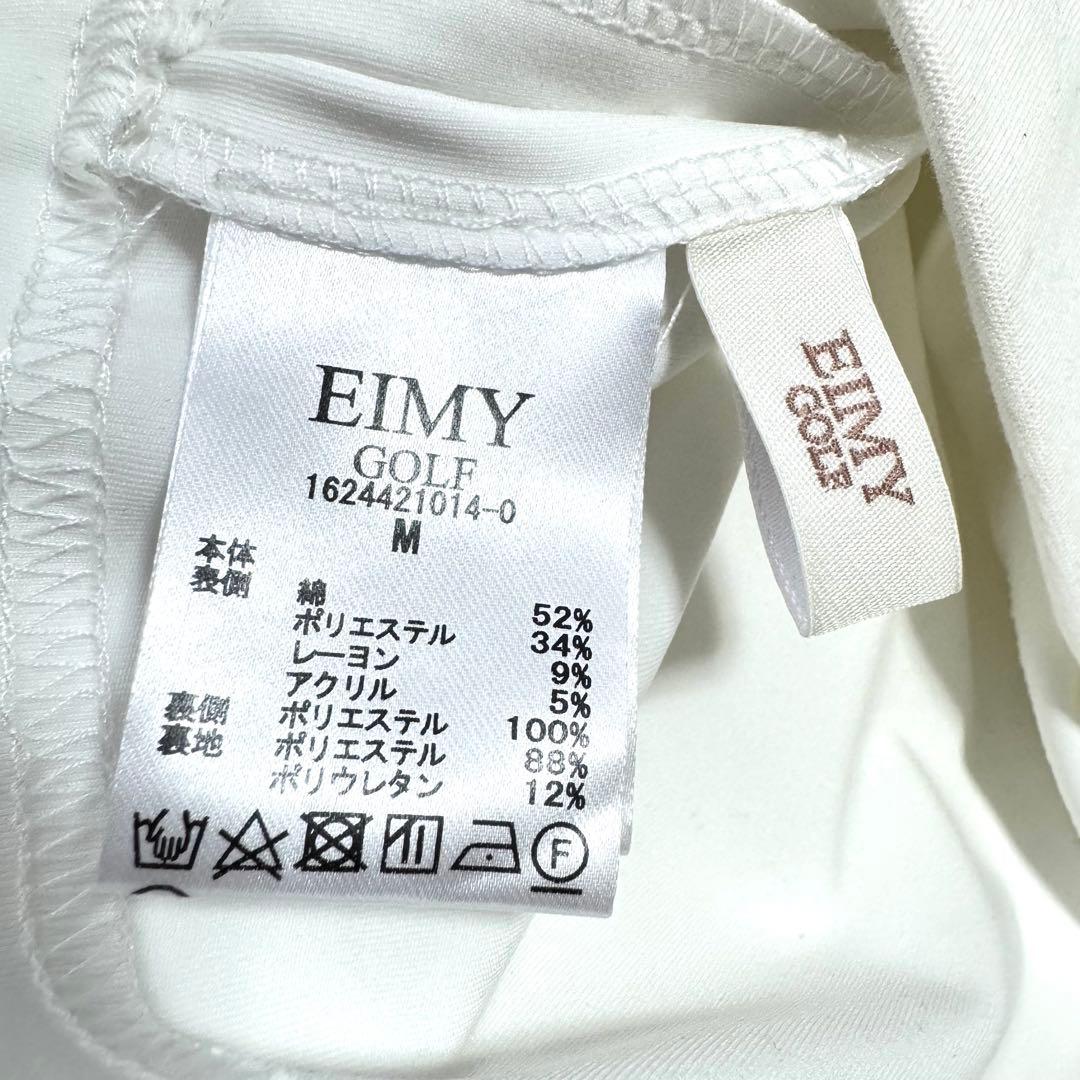 EIMY
GOLF
1624421014-0
M
本体
表側
綿 52%
ポリエステル 34%
レーヨン 9%
アクリル 5%
裏側 ポリエステル 100%
裏地 ポリエステル 88%
ポリウレタン 12%
F
EIMY
GOLF